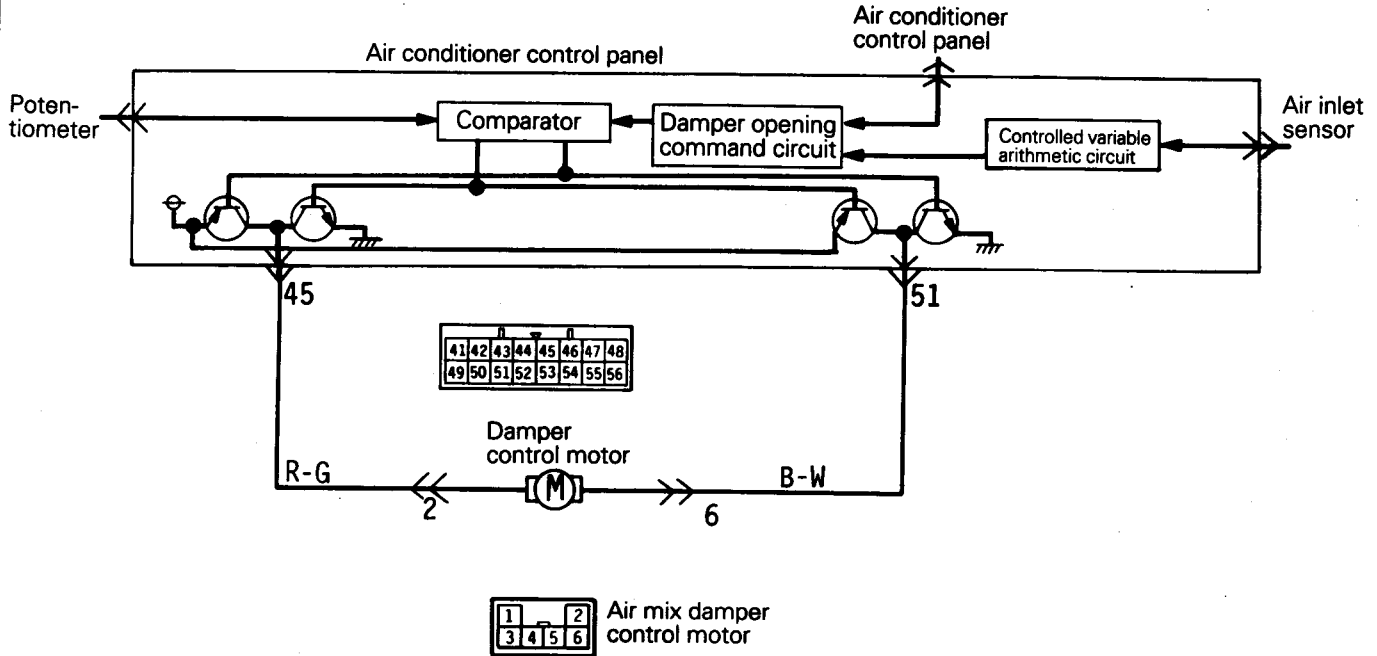 Air conditioner
control panel
Air conditioner control panel
Poten-
tiometer
Comparator
Damper opening
command circuit
Controlled variable
arithmetic circuit
Air inlet
sensor
45
51
41 42 43 44 45 46 47 48
49 50 51 52 53 54 55 56
Damper
control motor
R-G
M
B-W
2
6
1 2
3 4 5 6
Air mix damper
control motor